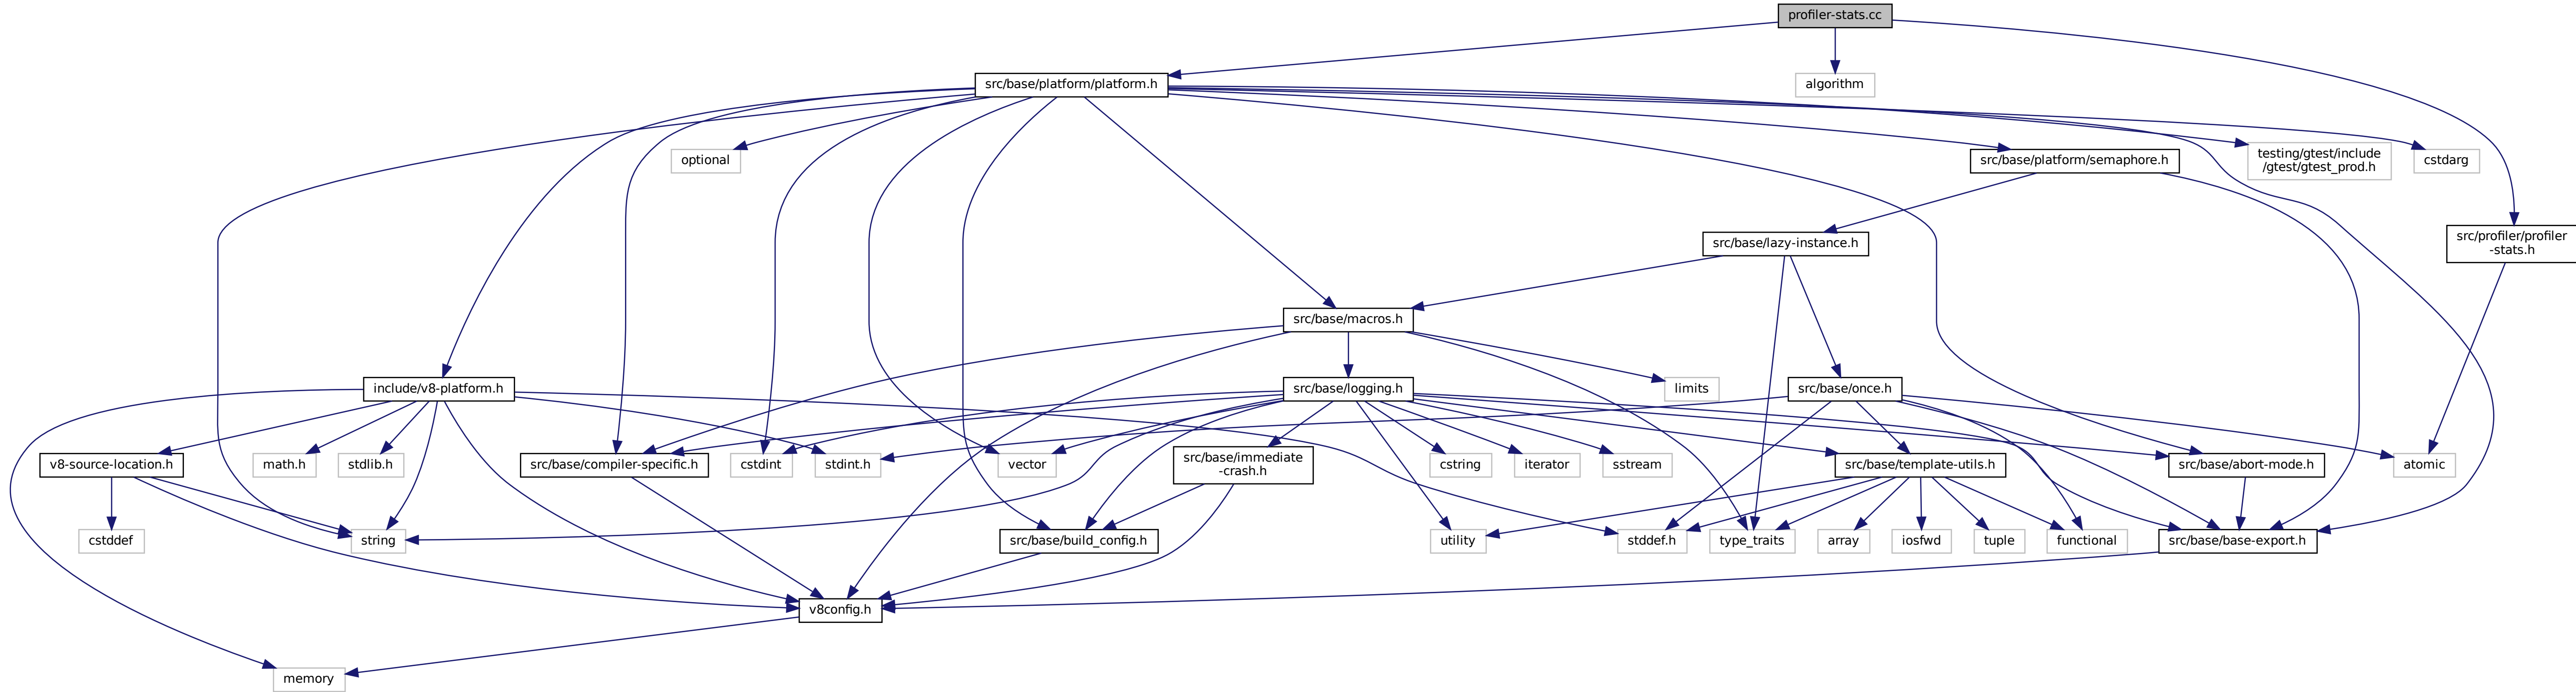 profiler-stats.cc
src/base/platform/platform.h
algorithm
optional
src/base/platform/semaphore.h
testing/gtest/include
/gtest/gtest_prod.h
cstdarg
src/base/lazy-instance.h
src/profiler/profiler
-stats.h
src/base/macros.h
include/v8-platform.h
src/base/logging.h
limits
src/base/once.h
v8-source-location.h
math.h
stdlib.h
src/base/compiler-specific.h
cstdint
stdint.h
vector
src/base/immediate
-crash.h
cstring
iterator
sstream
src/base/template-utils.h
src/base/abort-mode.h
atomic
cstddef
string
src/base/build_config.h
utility
stddef.h
type_traits
array
iosfwd
tuple
functional
src/base/base-export.h
v8config.h
memory